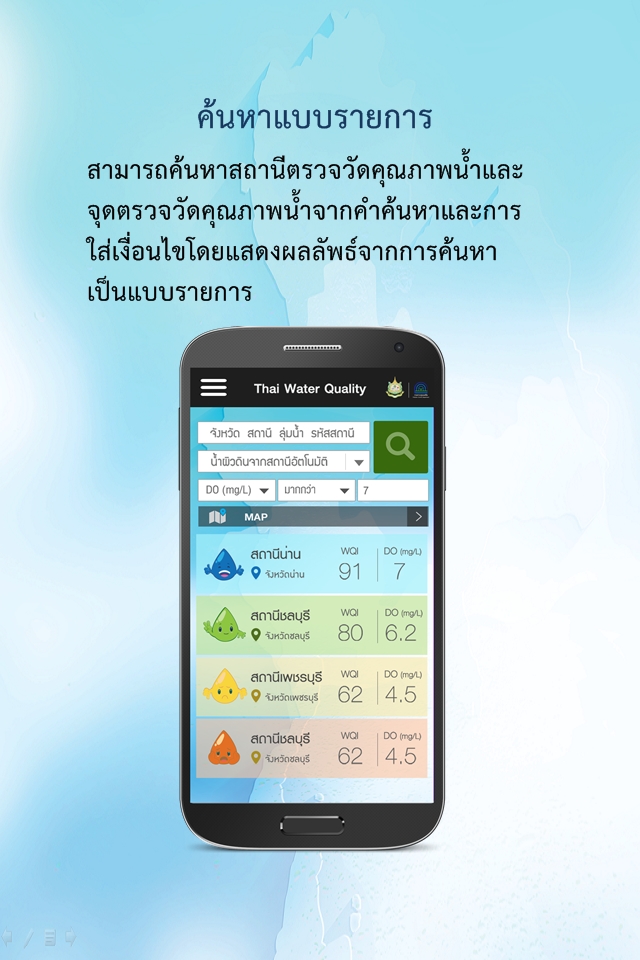 ค้นหาแบบรายการ
สามารถค้นหาสถานีตรวจวัดคุณภาพน้ำและ
จุดตรวจวัดคุณภาพน้ำจากคำค้นหาและการ
ใส่เงื่อนไขโดยแสดงผลลัพธ์จากการค้นหา
เป็นแบบรายการ
Thai Water Quality
จังหวัด สถานี ลุ่มน้ำ รหัสสถานี
น้ำผิวดินจากสถานีอัตโนมัติ
DO (mg/L) มากกว่า 7
MAP
สถานีน่าน WQI DO (mg/L)
จังหวัดน่าน 91 7
สถานีชลบุรี WQI DO (mg/L)
จังหวัดชลบุรี 80 6.2
สถานีเพชรบุรี WQI DO (mg/L)
จังหวัดเพชรบุรี 62 4.5
สถานีชลบุรี WQI DO (mg/L)
จังหวัดชลบุรี 62 4.5